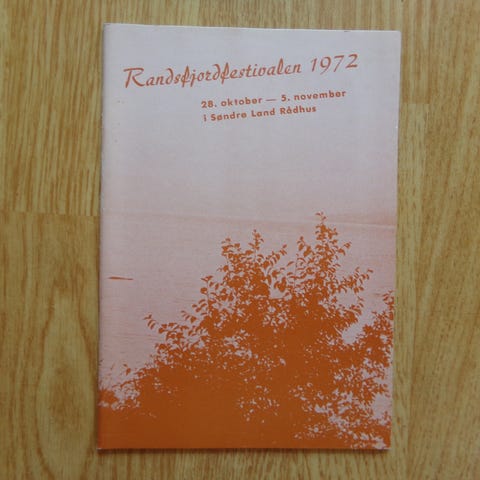 Randsfjordfestivalen 1972
28. oktober — 5. november
i Søndre Land Rådhus